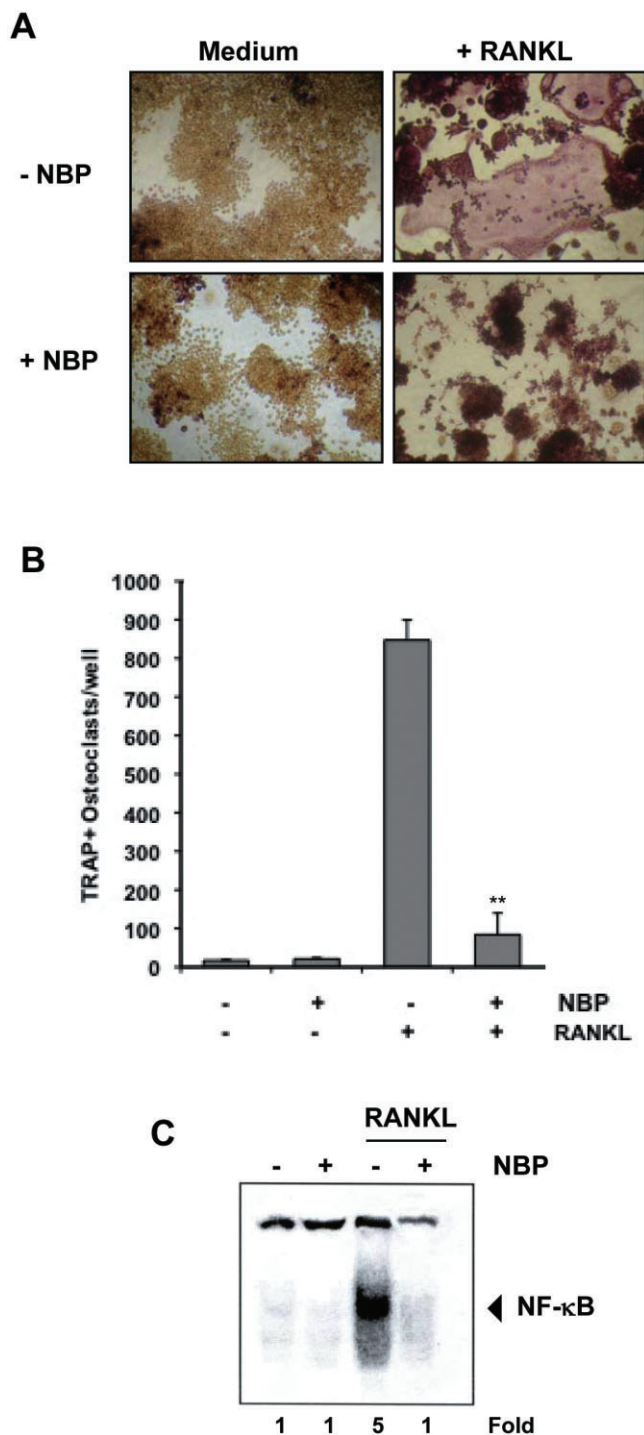 A
Medium + RANKL
- NBP
+ NBP
B
TRAP+ Osteoclasts/well
1000
900
800
700
600
500
400
300
200
100
0
**
- + - + NBP
- - + + RANKL
C
RANKL
- + - + NBP
NF-κB
1 1 5 1 Fold